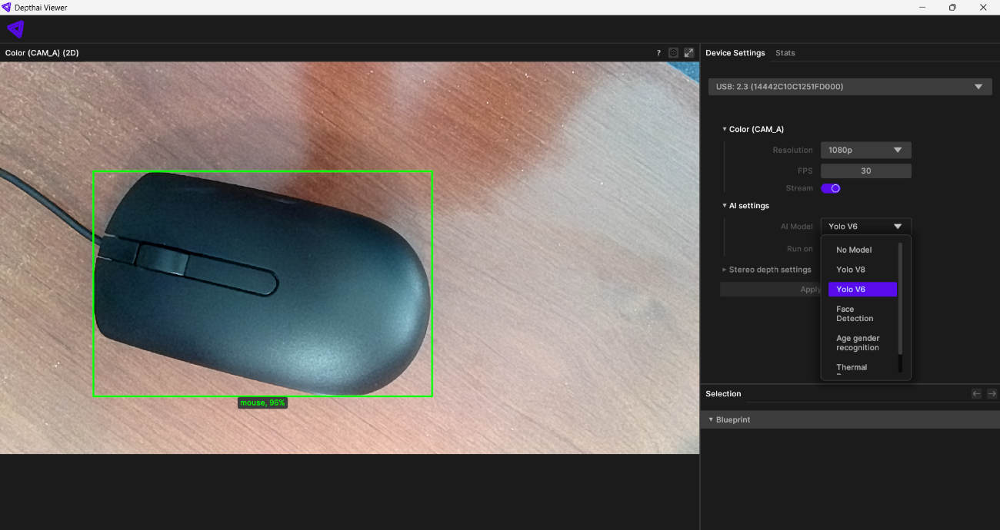 Depthai Viewer
Color (CAM_A) (2D)
?
Device Settings
Stats
USB: 2.3 (14442C10C1251FD000)
Color (CAM_A)
Resolution
1080p
FPS
30
Stream
AI settings
AI Model
Yolo V6
Run on
No Model
Yolo V8
Yolo V6
Face
Detection
Age gender
recognition
Thermal
Stereo depth settings
Apply
mouse, 96%
Selection
Blueprint